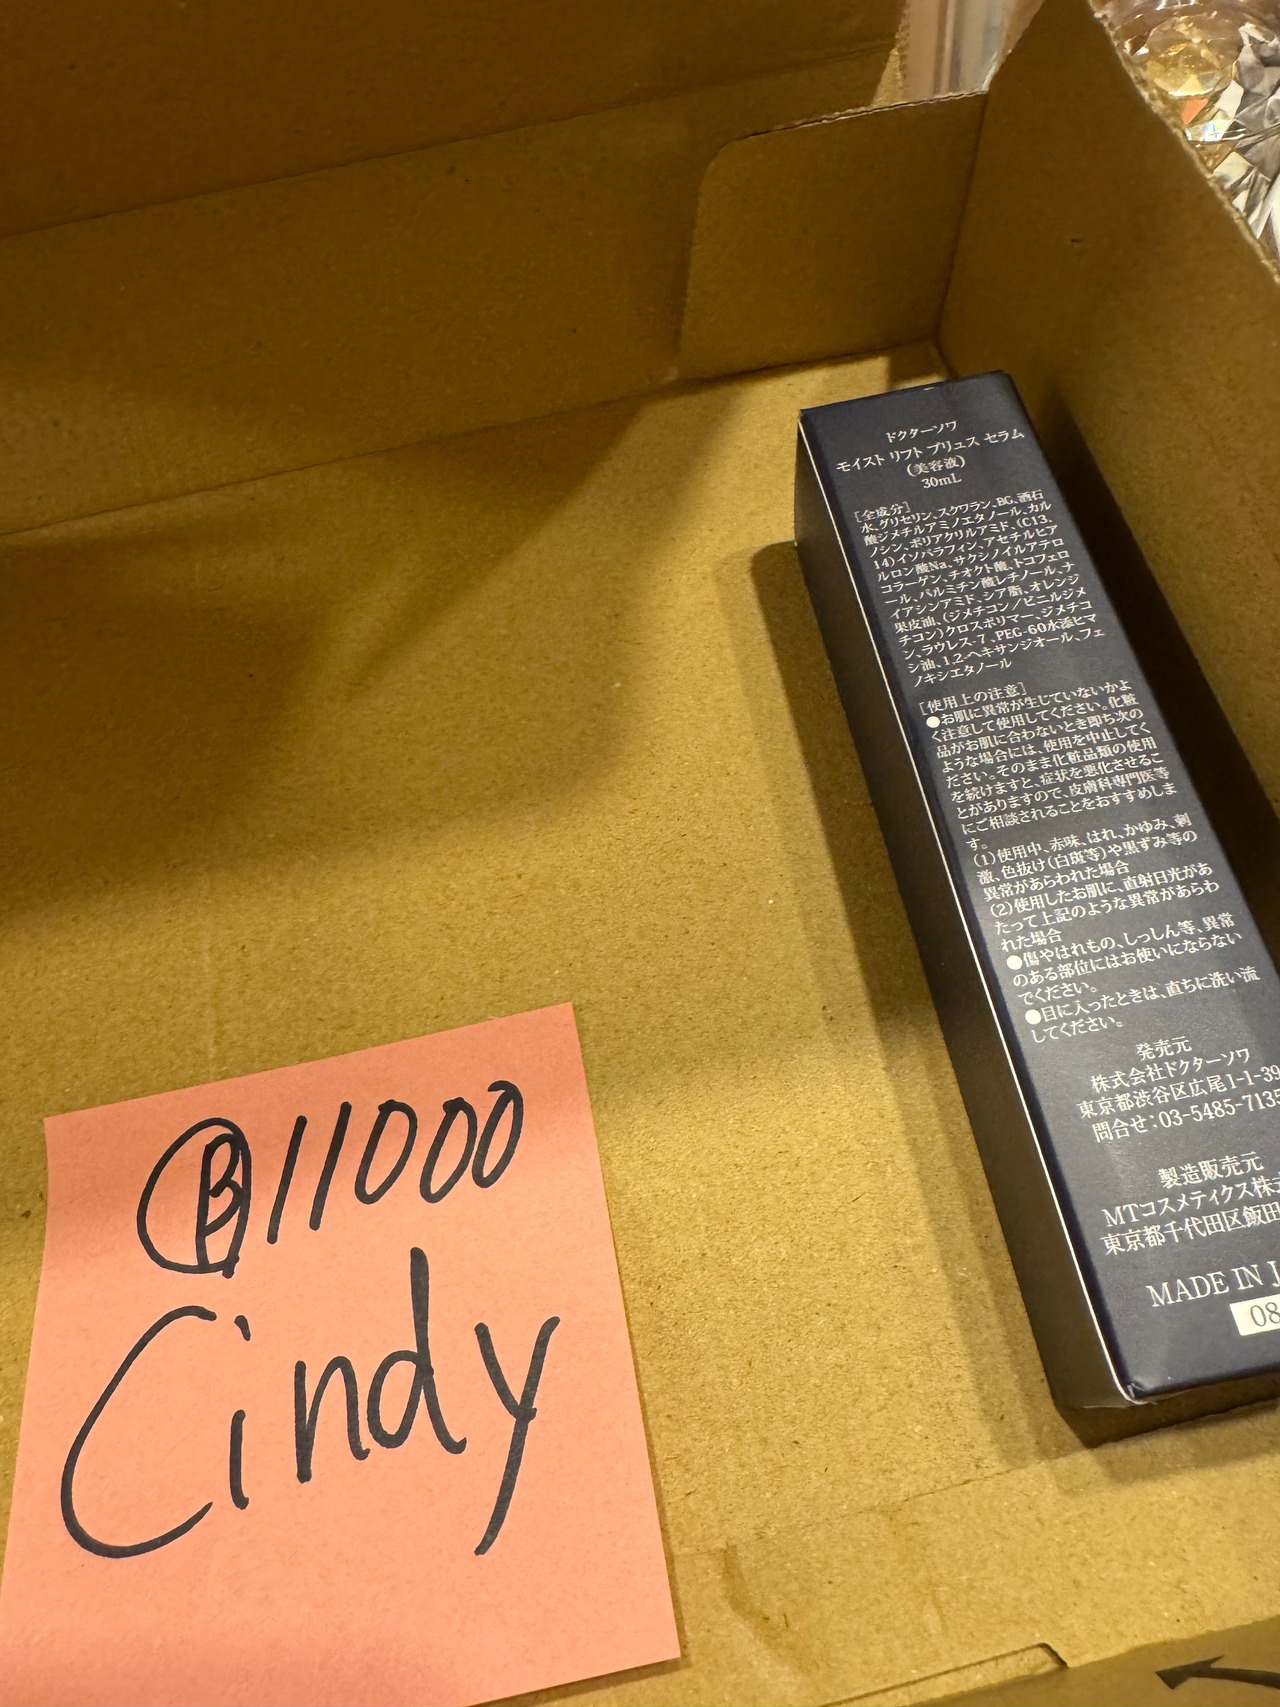 ドクターソワ
モイスト リフト プリュス セラム
(美容液)
30mL
[全成分]
水、グリセリン、スクワラン、BG、酒石
酸ジメチルアミノエタノール、カル
ノシン、ポリアクリルアミド、(C13,
14)イソパラフィン、アセチルヒア
ルロン酸Na、サクシノイルアテロ
コラーゲン、チオクト酸、トコフェロ
ール、パルミチン酸レチノール、ナ
イアシンアミド、シア脂、オレンジ
果皮油、(ジメチコン/ビニルジメ
チコン)クロスポリマー、ジメチコ
ン、ラウレス-7、PEG-60水添ヒマ
シ油、1,2-ヘキサンジオール、フェ
ノキシエタノール
[使用上の注意]
●お肌に異常が生じていないかよ
く注意して使用してください。化粧
品がお肌に合わないとき即ち次の
ような場合には、使用を中止してく
ださい。そのまま化粧品類の使用
を続けますと、症状を悪化させるこ
とがありますので、皮膚科専門医等
にご相談されることをおすすめしま
す。
(1)使用中、赤味、はれ、かゆみ、刺
激、色抜け(白斑等)や黒ずみ等の
異常があらわれた場合
(2)使用したお肌に、直射日光があ
たって上記のような異常があらわ
れた場合
●傷やはれもの、しっしん等、異常
のある部位にはお使いにならない
でください。
●目に入ったときは、直ちに洗い流
してください。
発売元
株式会社ドクターソワ
東京都渋谷区広尾1-1-39
問合せ:03-5485-7135
製造販売元
MTコスメティクス株式
東京都千代田区飯田
MADE IN J
08
Ⓑ11000
Cindy